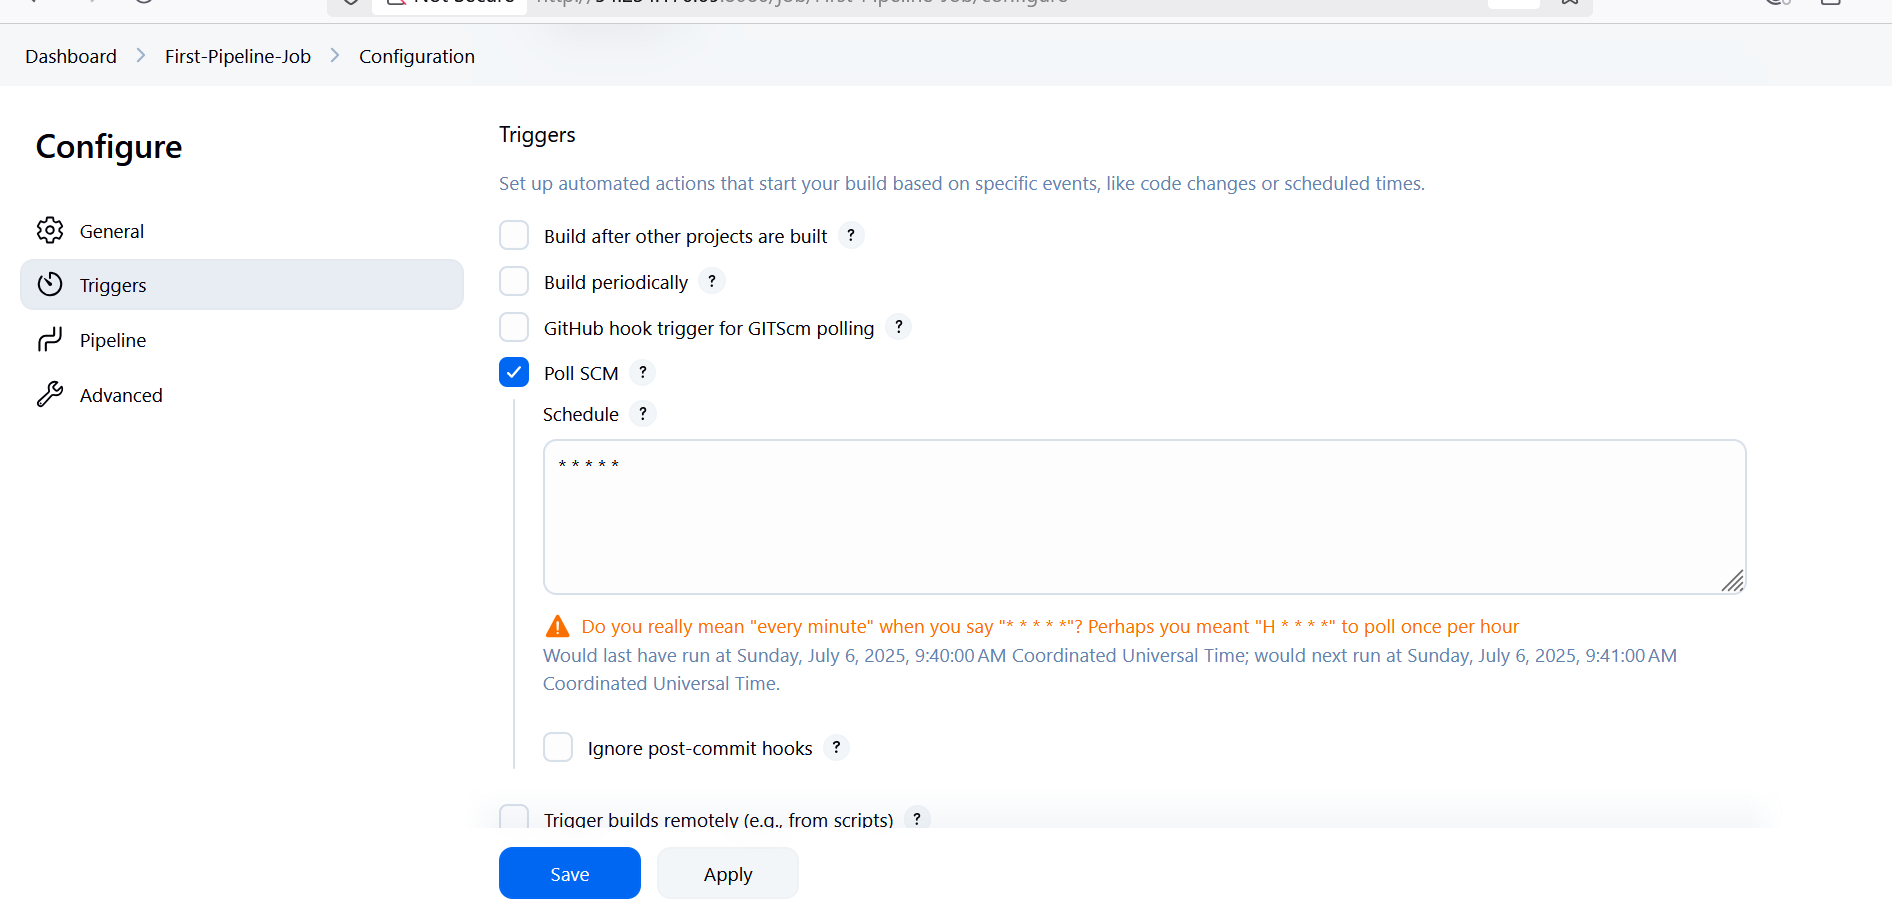 Dashboard > First-Pipeline-Job > Configuration
Configure
General
Triggers
Pipeline
Advanced
Triggers
Set up automated actions that start your build based on specific events, like code changes or scheduled times.
Build after other projects are built ?
Build periodically ?
GitHub hook trigger for GITScm polling ?
Poll SCM ?
Schedule ?
* * * * *
Do you really mean "every minute" when you say "* * * * *"? Perhaps you meant "H * * * *" to poll once per hour
Would last have run at Sunday, July 6, 2025, 9:40:00 AM Coordinated Universal Time; would next run at Sunday, July 6, 2025, 9:41:00 AM
Coordinated Universal Time.
Ignore post-commit hooks ?
Trigger builds remotely (e.g., from scripts) ?
Save
Apply